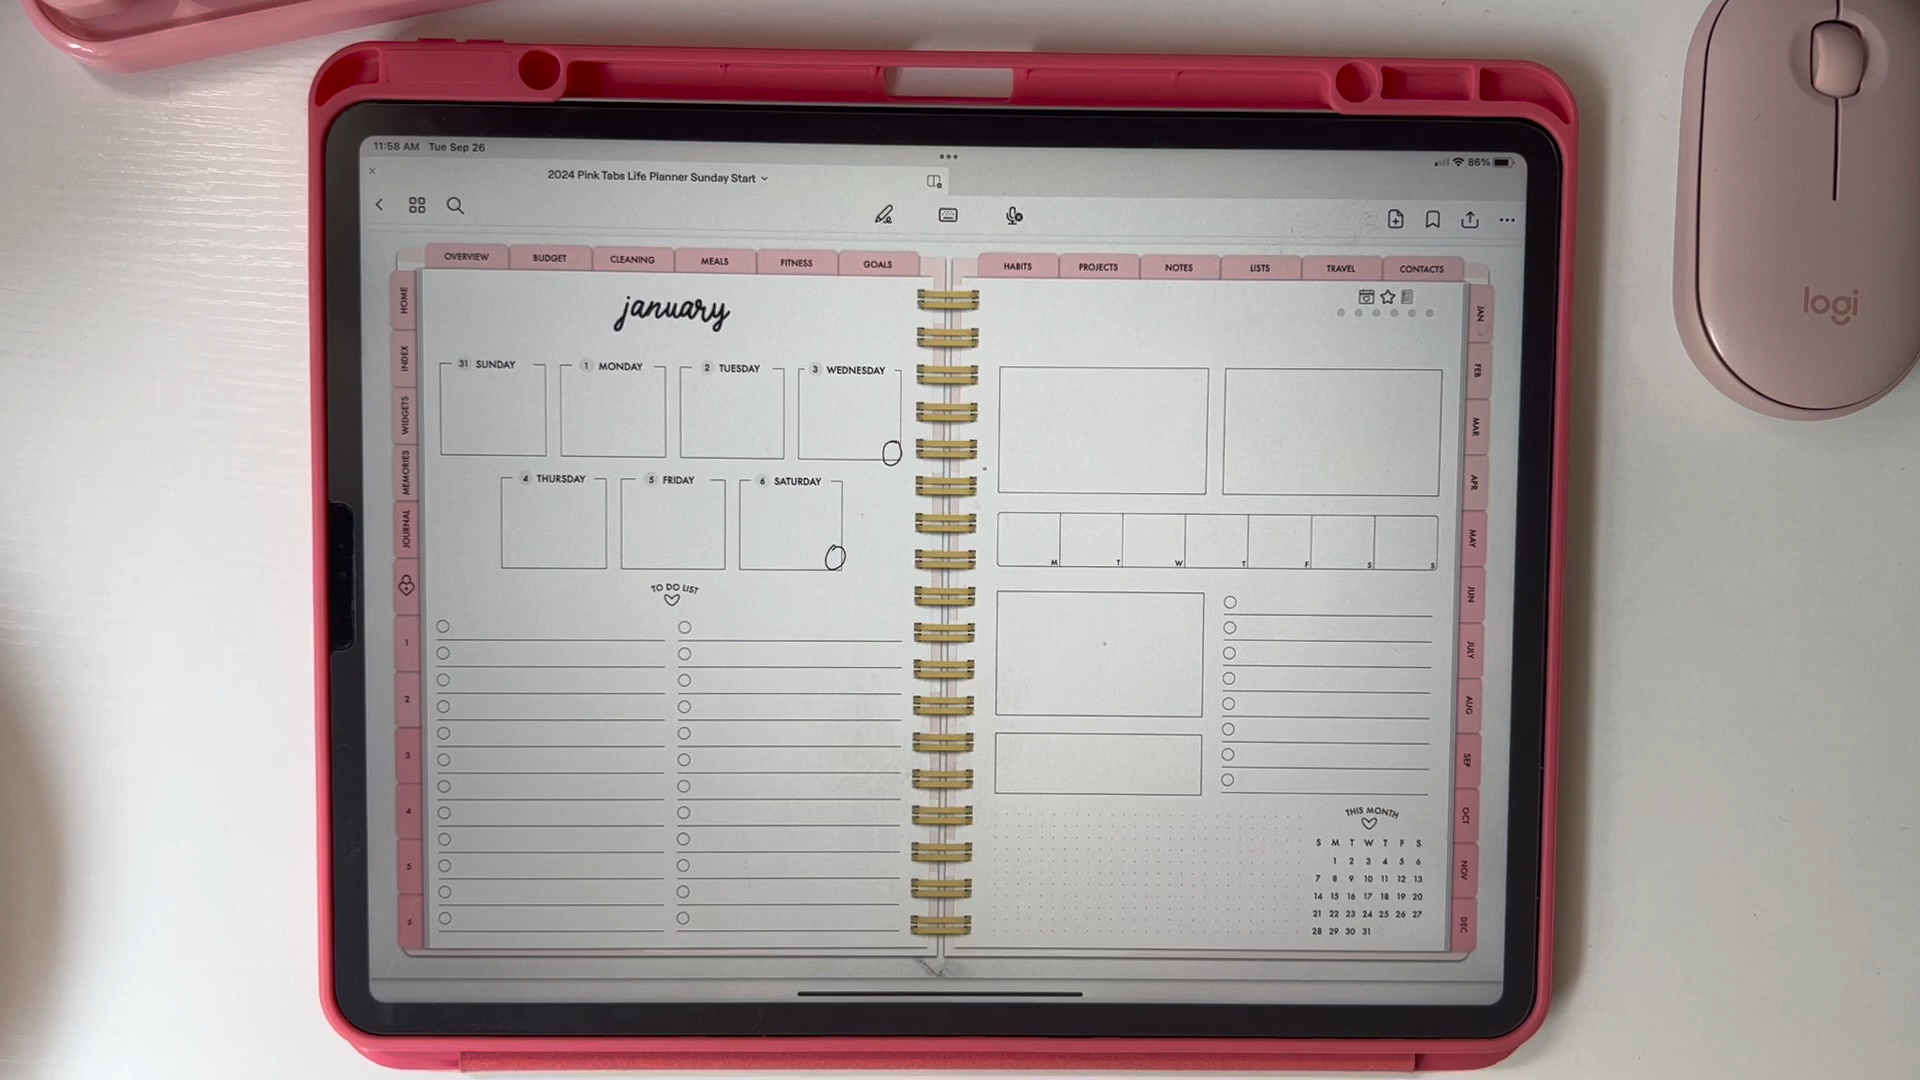 11:58 AM Tue Sep 26
86%
2024 Pink Tabs Life Planner Sunday Start
OVERVIEW BUDGET CLEANING MEALS FITNESS GOALS
HABITS PROJECTS NOTES LISTS TRAVEL CONTACTS
HOME
INDEX
WIDGETS
MEMORIES
JOURNAL
1
2
3
4
5
6
january
31 SUNDAY 1 MONDAY 2 TUESDAY 3 WEDNESDAY
4 THURSDAY 5 FRIDAY 6 SATURDAY
TO DO LIST
M T W T F S S
THIS MONTH
S M T W T F S
1 2 3 4 5 6
7 8 9 10 11 12 13
14 15 16 17 18 19 20
21 22 23 24 25 26 27
28 29 30 31
JAN
FEB
MAR
APR
MAY
JUN
JULY
AUG
SEP
OCT
NOV
DEC
logi